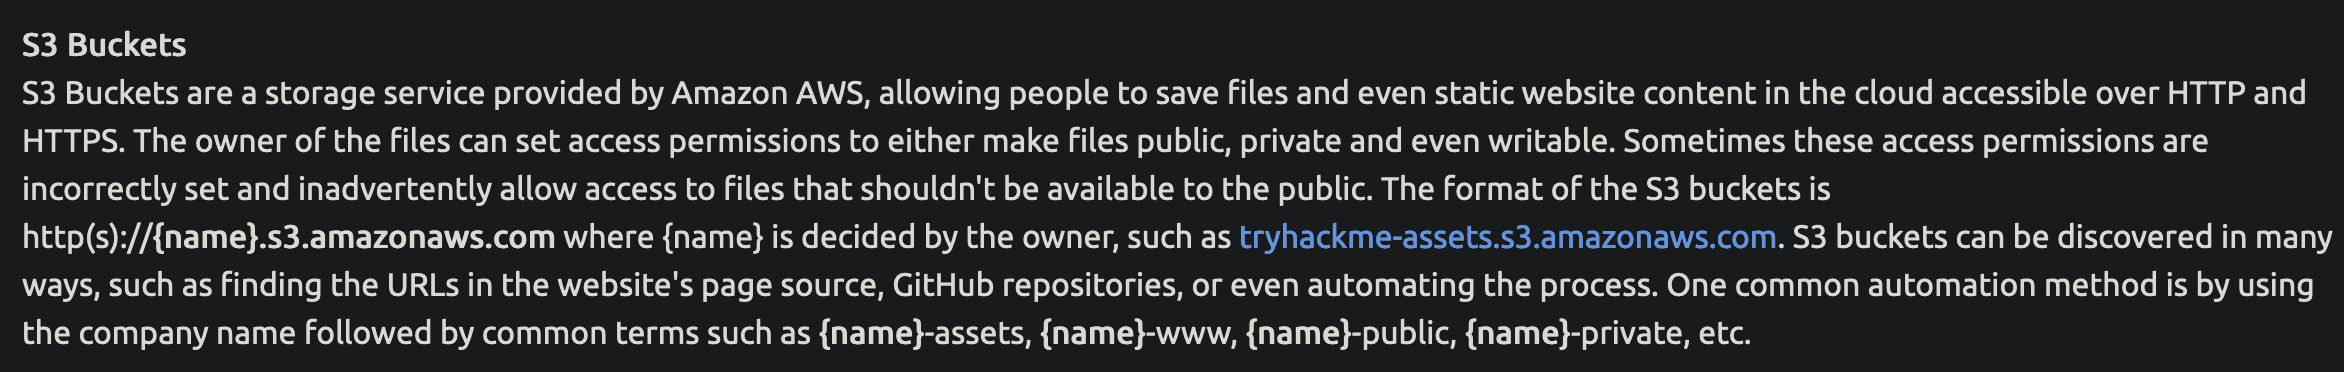 S3 Buckets
S3 Buckets are a storage service provided by Amazon AWS, allowing people to save files and even static website content in the cloud accessible over HTTP and
HTTPS. The owner of the files can set access permissions to either make files public, private and even writable. Sometimes these access permissions are
incorrectly set and inadvertently allow access to files that shouldn't be available to the public. The format of the S3 buckets is
http(s)://{name}.s3.amazonaws.com where {name} is decided by the owner, such as tryhackme-assets.s3.amazonaws.com. S3 buckets can be discovered in many
ways, such as finding the URLs in the website's page source, GitHub repositories, or even automating the process. One common automation method is by using
the company name followed by common terms such as {name}-assets, {name}-www, {name}-public, {name}-private, etc.